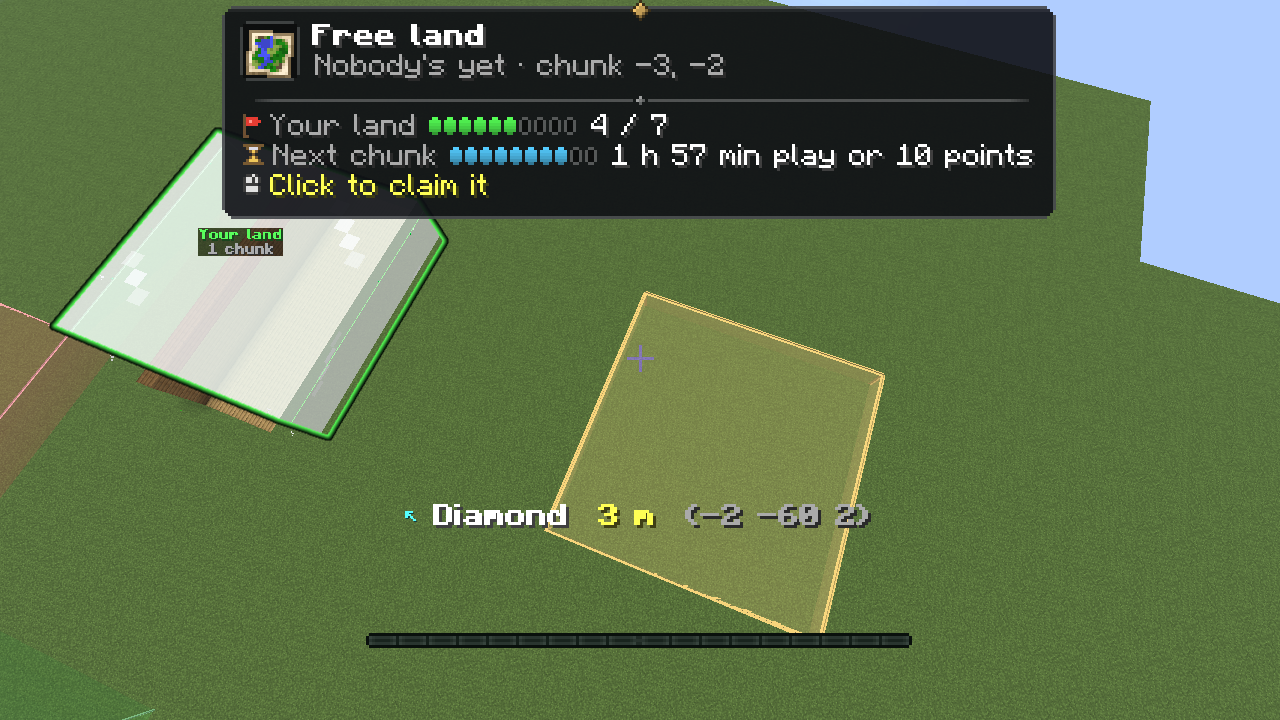 Free land
Nobody's yet · chunk −3, −2
Your land 4 / 7
Next chunk 1 h 57 min play or 10 points
Click to claim it
Your land
1 chunk
Diamond 3 m (−2 −60 2)